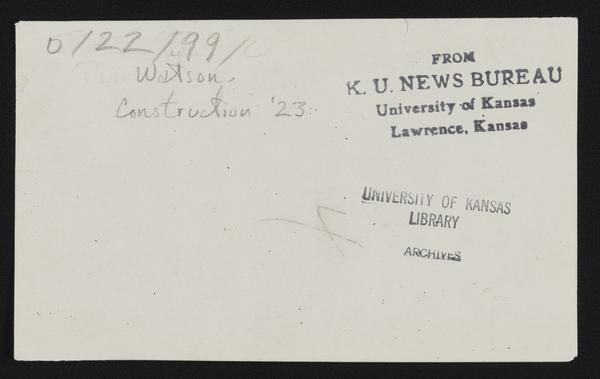 0/22/99/
Watson.
Construction '23
FROM
K. U. NEWS BUREAU
University of Kansas
Lawrence, Kansas
UNIVERSITY OF KANSAS
LIBRARY
ARCHIVES